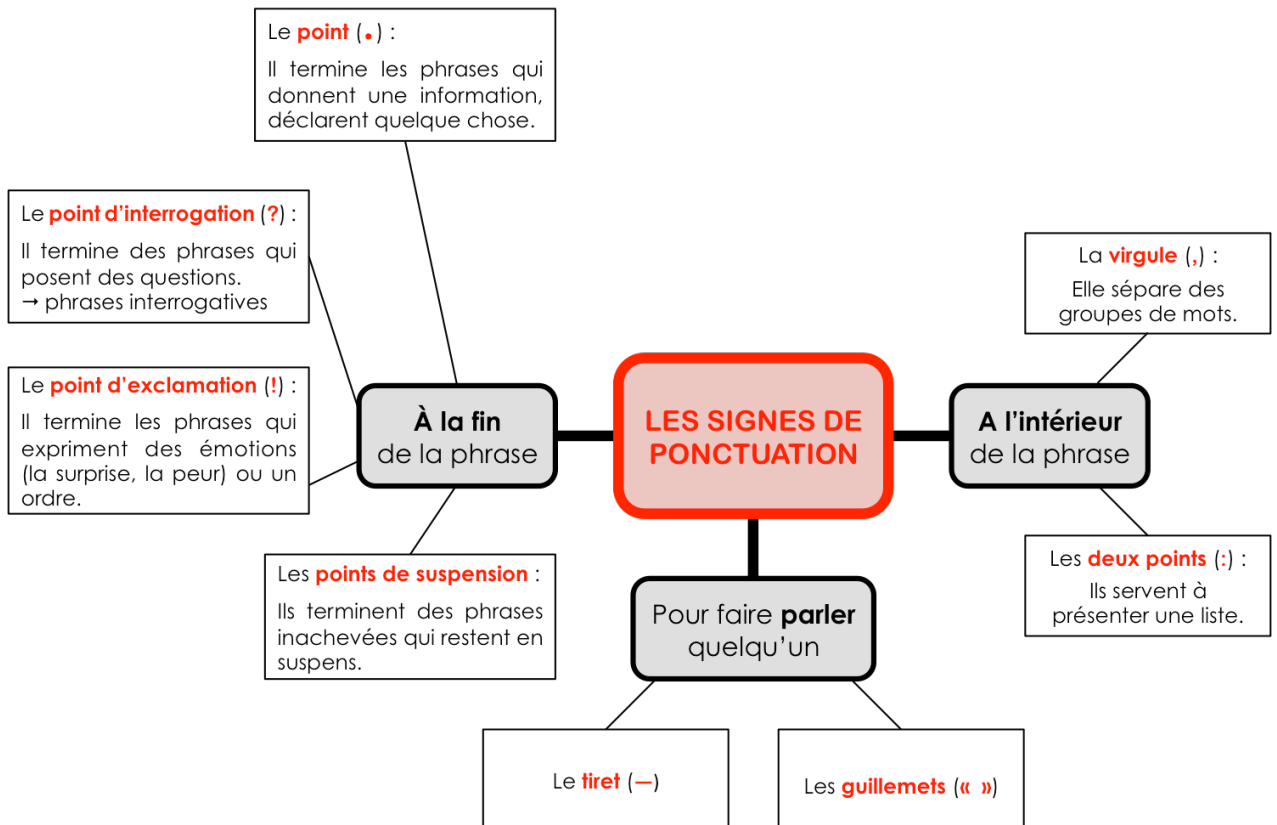 Le point (.) :
Il termine les phrases qui
donnent une information,
déclarent quelque chose.
Le point d’interrogation (?) :
Il termine des phrases qui
posent des questions.
→ phrases interrogatives
Le point d’exclamation (!) :
Il termine les phrases qui
expriment des émotions
(la surprise, la peur) ou un
ordre.
Les points de suspension :
Ils terminent des phrases
inachevées qui restent en
suspens.
À la fin
de la phrase
LES SIGNES DE
PONCTUATION
A l’intérieur
de la phrase
La virgule (,) :
Elle sépare des
groupes de mots.
Les deux points (:) :
Ils servent à
présenter une liste.
Pour faire parler
quelqu’un
Le tiret (—)
Les guillemets (« »)